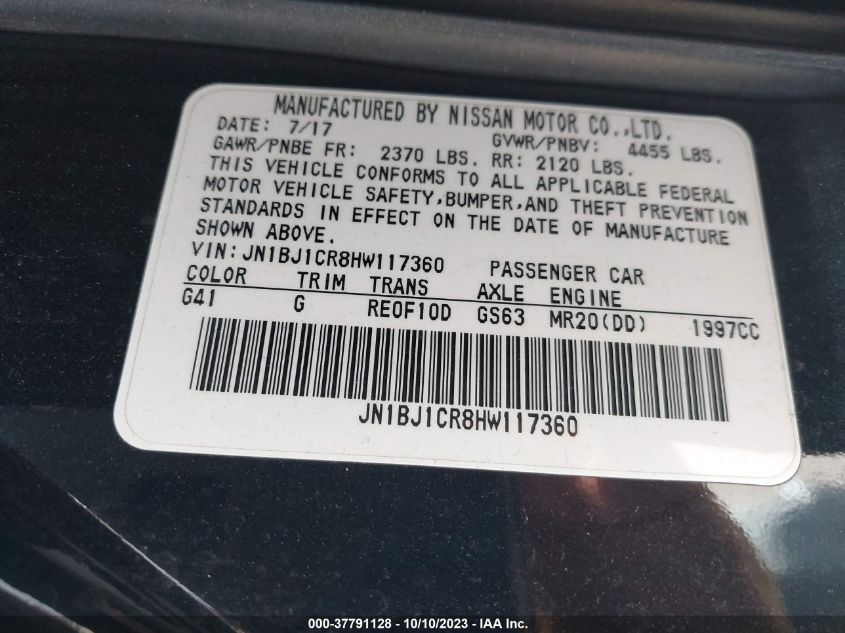 MANUFACTURED BY NISSAN MOTOR CO.,LTD.
DATE: 7/17 GVWR/PNBV: 4455 LBS.
GAWR/PNBE FR: 2370 LBS. RR: 2120 LBS.
THIS VEHICLE CONFORMS TO ALL APPLICABLE FEDERAL
MOTOR VEHICLE SAFETY,BUMPER,AND THEFT PREVENTION
STANDARDS IN EFFECT ON THE DATE OF MANUFACTURE
SHOWN ABOVE.
VIN:JN1BJ1CR8HW117360 PASSENGER CAR
COLOR TRIM TRANS AXLE ENGINE
G41 G RE0F10D GS63 MR20(DD) 1997CC
JN1BJ1CR8HW117360
000-37791128 - 10/10/2023 - IAA Inc.